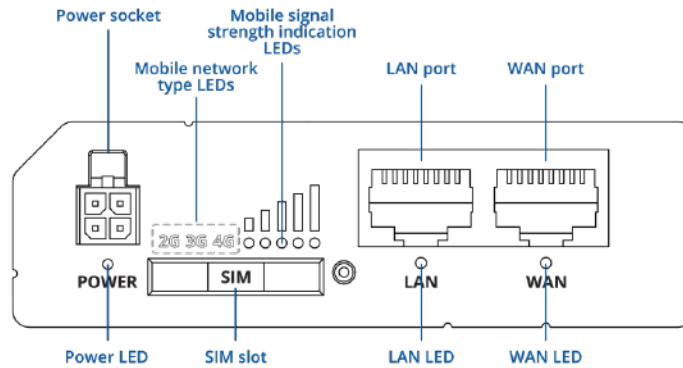 Power socket
Mobile signal
strength indication
LEDs
Mobile network
type LEDs
LAN port
WAN port
2G 3G 4G
POWER
SIM
LAN
WAN
Power LED
SIM slot
LAN LED
WAN LED